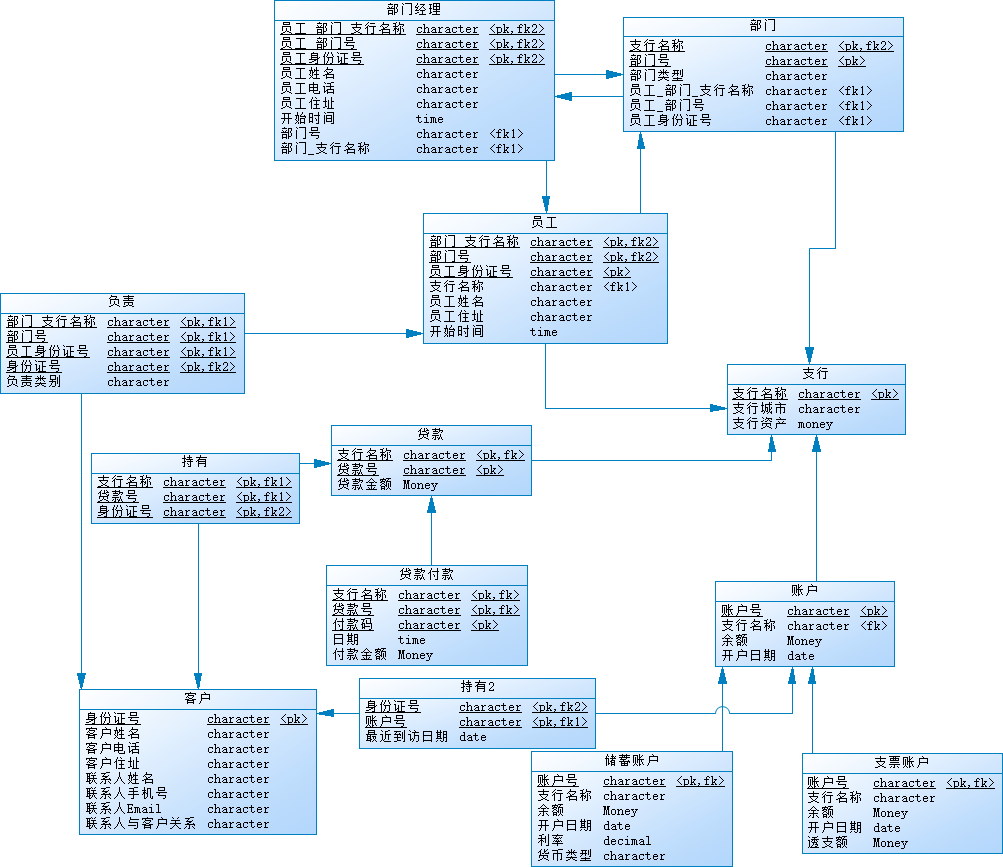 部门经理
员工_部门_支行名称 character <pk,fk2>
员工_部门号 character <pk,fk2>
员工身份证号 character <pk,fk2>
员工姓名 character
员工电话 character
员工住址 character
开始时间 time
部门号 character <fk1>
部门_支行名称 character <fk1>
部门
支行名称 character <pk,fk2>
部门号 character <pk>
部门类型 character
员工_部门_支行名称 character <fk1>
员工_部门号 character <fk1>
员工身份证号 character <fk1>
员工
部门_支行名称 character <pk,fk2>
部门号 character <pk,fk2>
员工身份证号 character <pk>
支行名称 character <fk1>
员工姓名 character
员工住址 character
开始时间 time
负责
部门_支行名称 character <pk,fk1>
部门号 character <pk,fk1>
员工身份证号 character <pk,fk1>
身份证号 character <pk,fk2>
负责类别 character
支行
支行名称 character <pk>
支行城市 character
支行资产 money
贷款
支行名称 character <pk,fk>
贷款号 character <pk>
贷款金额 Money
持有
支行名称 character <pk,fk1>
贷款号 character <pk,fk1>
身份证号 character <pk,fk2>
贷款付款
支行名称 character <pk,fk>
贷款号 character <pk,fk>
付款码 character <pk>
日期 time
付款金额 Money
账户
账户号 character <pk>
支行名称 character <fk>
余额 Money
开户日期 date
客户
身份证号 character <pk>
客户姓名 character
客户电话 character
客户住址 character
联系人姓名 character
联系人手机号 character
联系人Email character
联系人与客户关系 character
持有2
身份证号 character <pk,fk2>
账户号 character <pk,fk1>
最近到访日期 date
储蓄账户
账户号 character <pk,fk>
支行名称 character
余额 Money
开户日期 date
利率 decimal
货币类型 character
支票账户
账户号 character <pk,fk>
支行名称 character
余额 Money
开户日期 date
透支额 Money